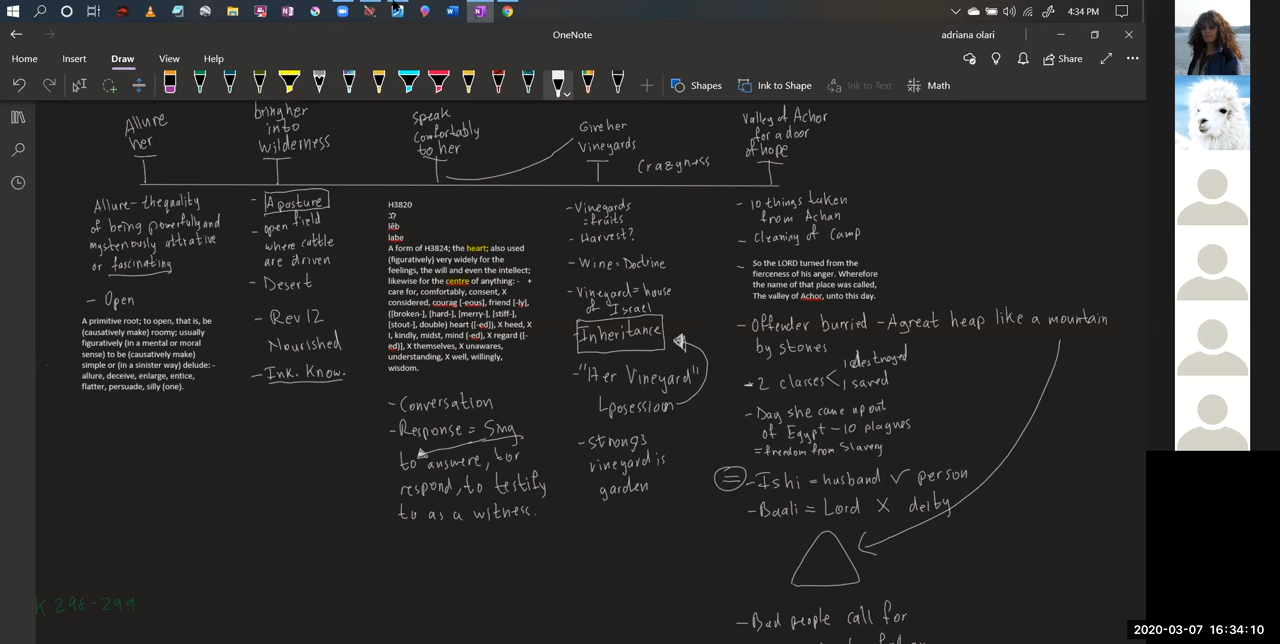 4:34 PM
OneNote
adriana olari
Home
Insert
Draw
View
Help
Share
Shapes
Ink to Shape
Ink to Text
Math
Allure
her
bring her
into
wilderness
speak
comfortably
to her
Give her
Vineyards
Crazyness
Valley of Achor
for a door
of hope
Allure - the quality
of being powerfully and
mysteriously attrative
or fascinating
- Open
A primitive root; to open, that is, be
(causatively make) roomy; usually
figuratively (in a mental or moral
sense) to be (causatively make)
simple or (in a sinister way) delude: -
allure, deceive, enlarge, entice,
flatter, persuade, silly (one).
- A pasture
- open field
where cattle
are driven
- Desert
- Rev 12
Nourished
- Ink. Know.
H3820
לב
lêb
labe
A form of H3824; the heart; also used
(figuratively) very widely for the
feelings, the will and even the intellect;
likewise for the centre of anything: - +
care for, comfortably, consent, X
considered, courag [-eous], friend [-ly],
([broken-], [hard-], [merry-], [stiff-],
[stout-], double) heart ([-ed]), X heed, X
I, kindly, midst, mind (-ed), X regard ([-
ed]), X themselves, X unawares,
understanding, X well, willingly,
wisdom.
- Conversation
- Response = Sing
to answere, to
respond, to testify
to as a witness.
- Vinegards
= fruits
- Harvest?
- Wine = Doctrine
- Vineyard = house
of Israel
Inheritance
- "Her Vineyard"
posession
- strongs
vineyard is
garden
- 10 things taken
from Achan
- Cleaning of Camp
- So the LORD turned from the
fierceness of his anger. Wherefore
the name of that place was called,
The valley of Achor, unto this day.
- Offender burried - A great heap like a mountain
by stones
- 2 classes < 1 destroyed
1 saved
- Day she came up out
of Egypt - 10 plagues
= freedom from Slavery
= - Ishi = husband ✓ person
- Baali = Lord X deity
- Bad people call for
K 298-299
2020-03-07 16:34:10